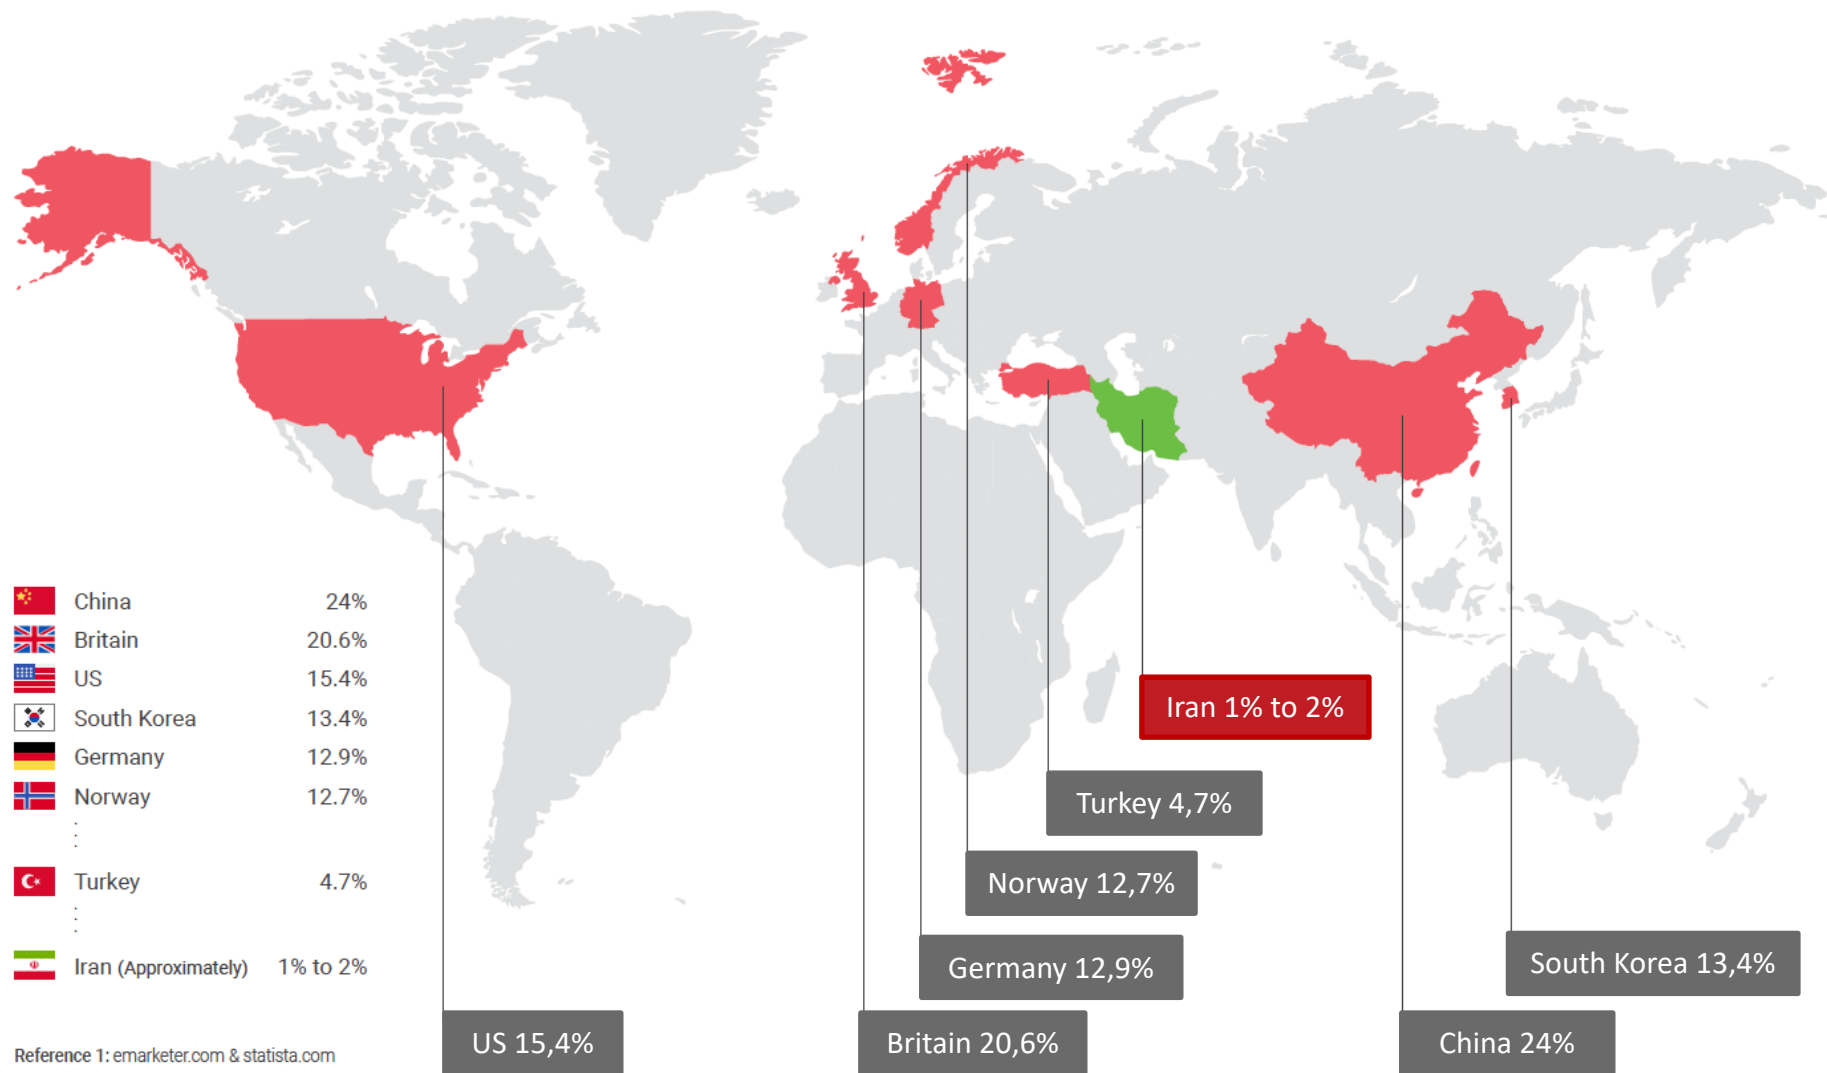 China 24%
Britain 20.6%
US 15.4%
South Korea 13.4%
Germany 12.9%
Norway 12.7%
Turkey 4.7%
Iran (Approximately) 1% to 2%
Reference 1: emarketer.com & statista.com
Iran 1% to 2%
Turkey 4,7%
Norway 12,7%
Germany 12,9%
South Korea 13,4%
US 15,4%
Britain 20,6%
China 24%